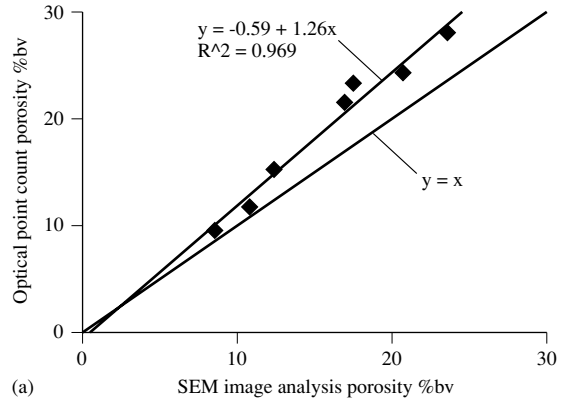 30
y = -0.59 + 1.26x
R^2 = 0.969
20
Optical point count porosity %bv
y = x
10
0
0
10
20
30
(a)
SEM image analysis porosity %bv